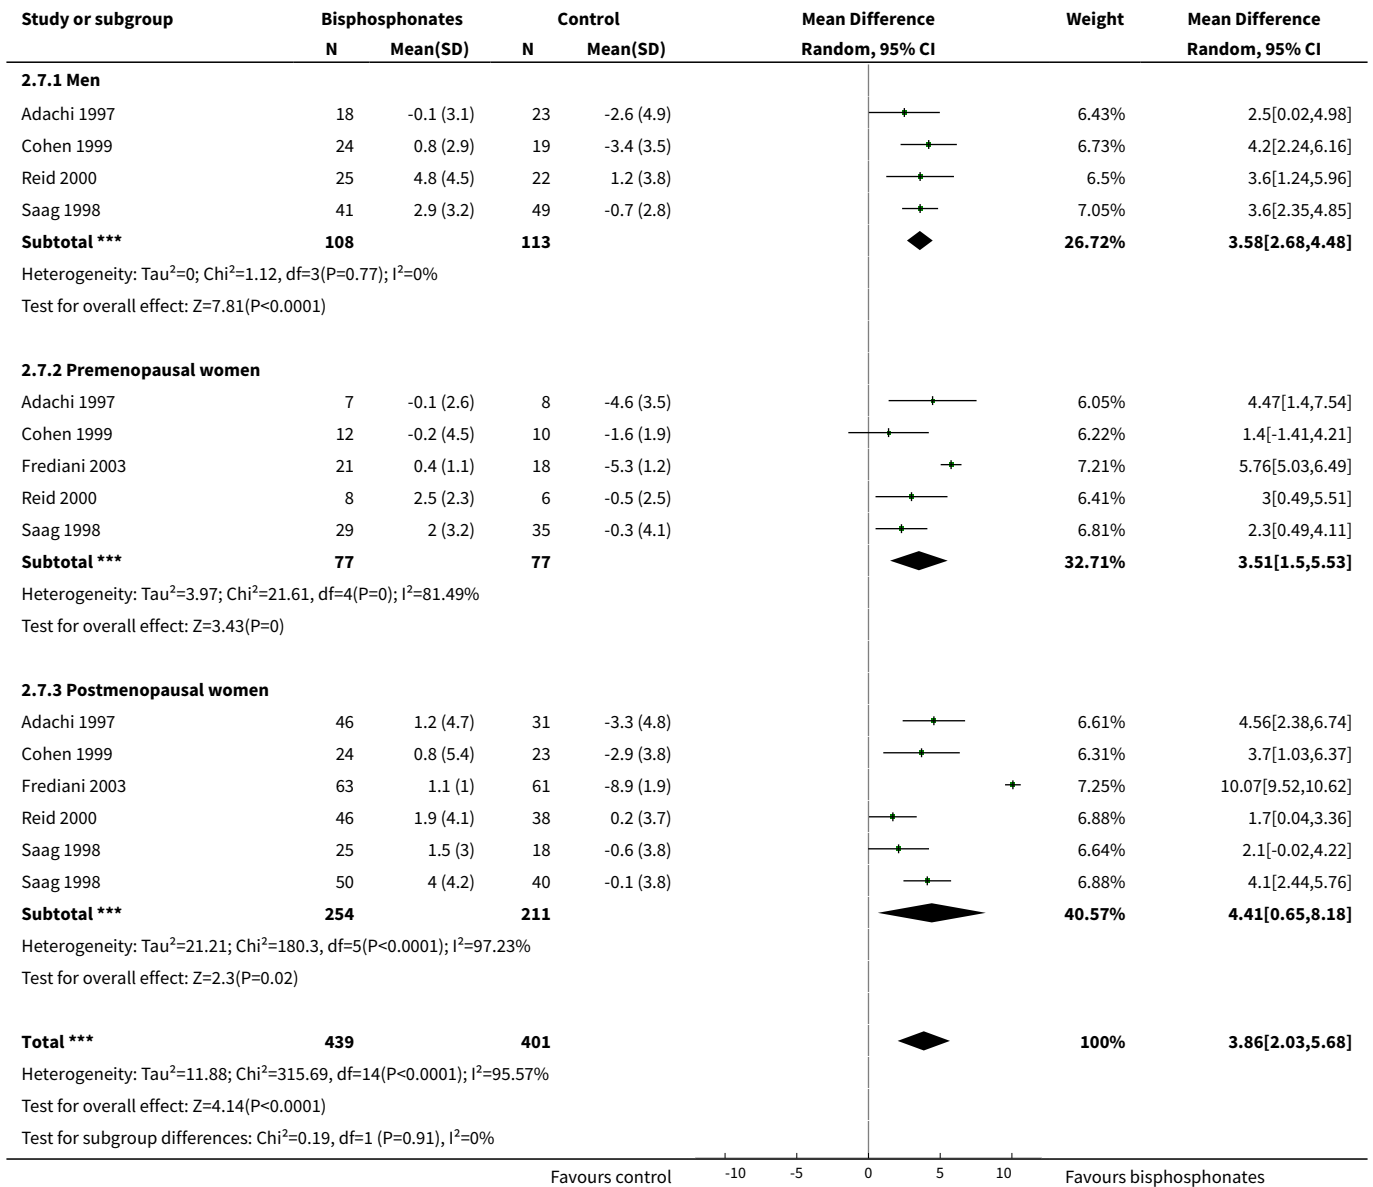 Study or subgroup Bisphosphonates Control Mean Difference Weight Mean Difference
N Mean(SD) N Mean(SD) Random, 95% CI Random, 95% CI
2.7.1 Men
Adachi 1997 18 -0.1 (3.1) 23 -2.6 (4.9) 6.43% 2.5[0.02,4.98]
Cohen 1999 24 0.8 (2.9) 19 -3.4 (3.5) 6.73% 4.2[2.24,6.16]
Reid 2000 25 4.8 (4.5) 22 1.2 (3.8) 6.5% 3.6[1.24,5.96]
Saag 1998 41 2.9 (3.2) 49 -0.7 (2.8) 7.05% 3.6[2.35,4.85]
Subtotal *** 108 113 26.72% 3.58[2.68,4.48]
Heterogeneity: Tau²=0; Chi²=1.12, df=3(P=0.77); I²=0%
Test for overall effect: Z=7.81(P<0.0001)
2.7.2 Premenopausal women
Adachi 1997 7 -0.1 (2.6) 8 -4.6 (3.5) 6.05% 4.47[1.4,7.54]
Cohen 1999 12 -0.2 (4.5) 10 -1.6 (1.9) 6.22% 1.4[-1.41,4.21]
Frediani 2003 21 0.4 (1.1) 18 -5.3 (1.2) 7.21% 5.76[5.03,6.49]
Reid 2000 8 2.5 (2.3) 6 -0.5 (2.5) 6.41% 3[0.49,5.51]
Saag 1998 29 2 (3.2) 35 -0.3 (4.1) 6.81% 2.3[0.49,4.11]
Subtotal *** 77 77 32.71% 3.51[1.5,5.53]
Heterogeneity: Tau²=3.97; Chi²=21.61, df=4(P=0); I²=81.49%
Test for overall effect: Z=3.43(P=0)
2.7.3 Postmenopausal women
Adachi 1997 46 1.2 (4.7) 31 -3.3 (4.8) 6.61% 4.56[2.38,6.74]
Cohen 1999 24 0.8 (5.4) 23 -2.9 (3.8) 6.31% 3.7[1.03,6.37]
Frediani 2003 63 1.1 (1) 61 -8.9 (1.9) 7.25% 10.07[9.52,10.62]
Reid 2000 46 1.9 (4.1) 38 0.2 (3.7) 6.88% 1.7[0.04,3.36]
Saag 1998 25 1.5 (3) 18 -0.6 (3.8) 6.64% 2.1[-0.02,4.22]
Saag 1998 50 4 (4.2) 40 -0.1 (3.8) 6.88% 4.1[2.44,5.76]
Subtotal *** 254 211 40.57% 4.41[0.65,8.18]
Heterogeneity: Tau²=21.21; Chi²=180.3, df=5(P<0.0001); I²=97.23%
Test for overall effect: Z=2.3(P=0.02)
Total *** 439 401 100% 3.86[2.03,5.68]
Heterogeneity: Tau²=11.88; Chi²=315.69, df=14(P<0.0001); I²=95.57%
Test for overall effect: Z=4.14(P<0.0001)
Test for subgroup differences: Chi²=0.19, df=1 (P=0.91), I²=0%
Favours control -10 -5 0 5 10 Favours bisphosphonates